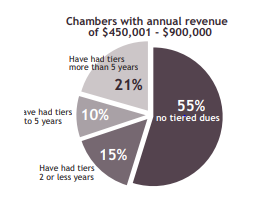 Chambers with annual revenue
of $450,001 - $900,000
Have had tiers
more than 5 years
21%
55%
no tiered dues
ave had tiers
to 5 years
10%
15%
Have had tiers
2 or less years